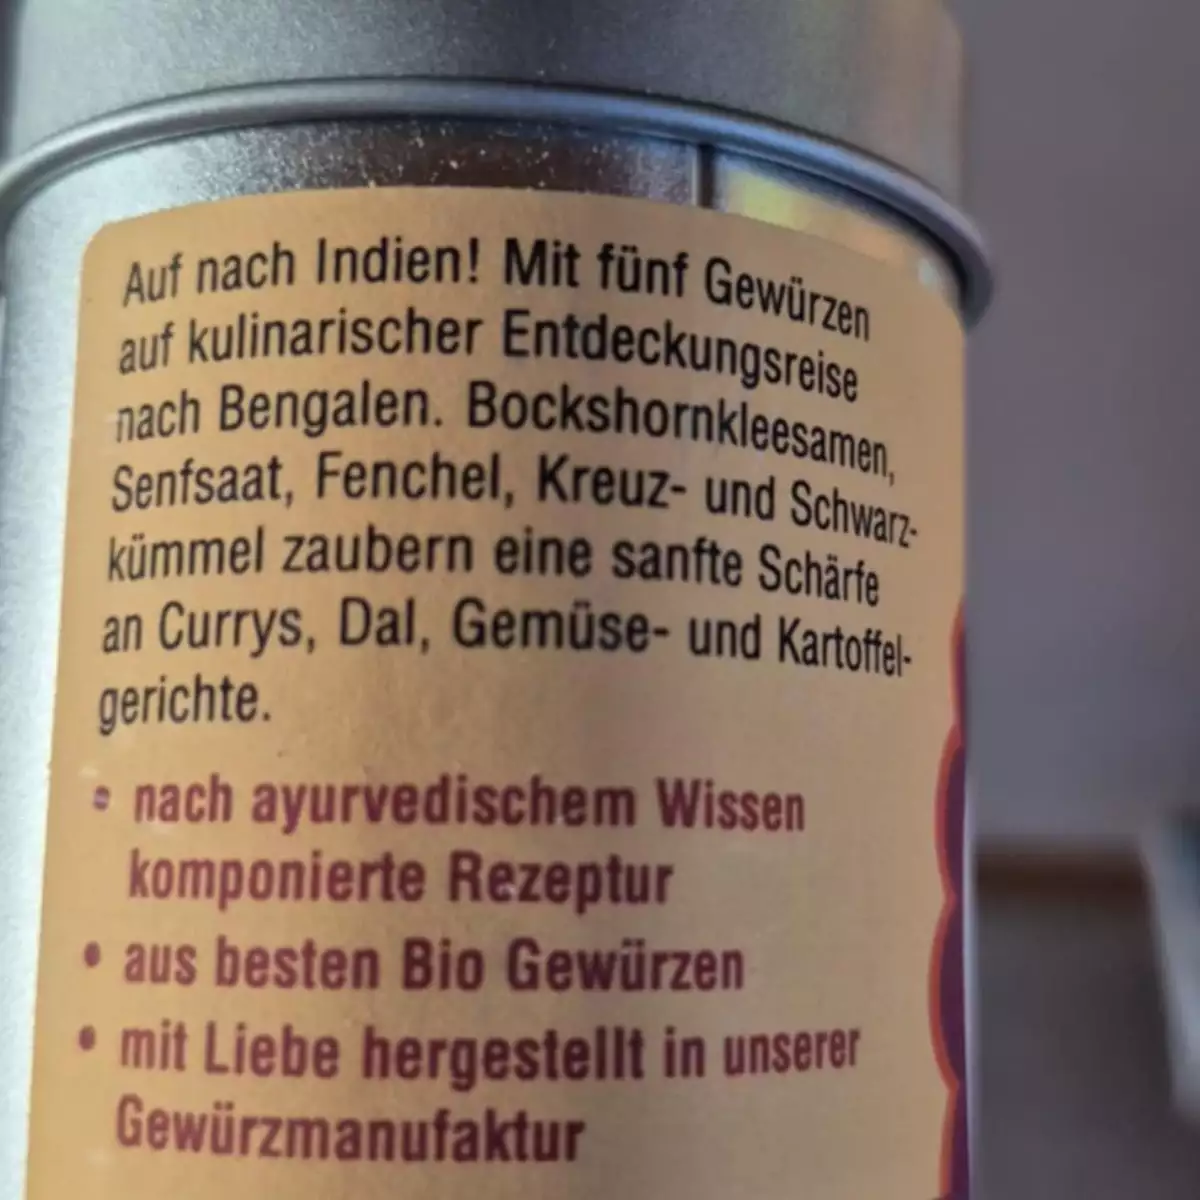 Auf nach Indien! Mit fünf Gewürzen
auf kulinarischer Entdeckungsreise
nach Bengalen. Bockshornkleesamen,
Senfsaat, Fenchel, Kreuz- und Schwarz-
kümmel zaubern eine sanfte Schärfe
an Currys, Dal, Gemüse- und Kartoffel-
gerichte.
• nach ayurvedischem Wissen
komponierte Rezeptur
• aus besten Bio Gewürzen
• mit Liebe hergestellt in unserer
Gewürzmanufaktur